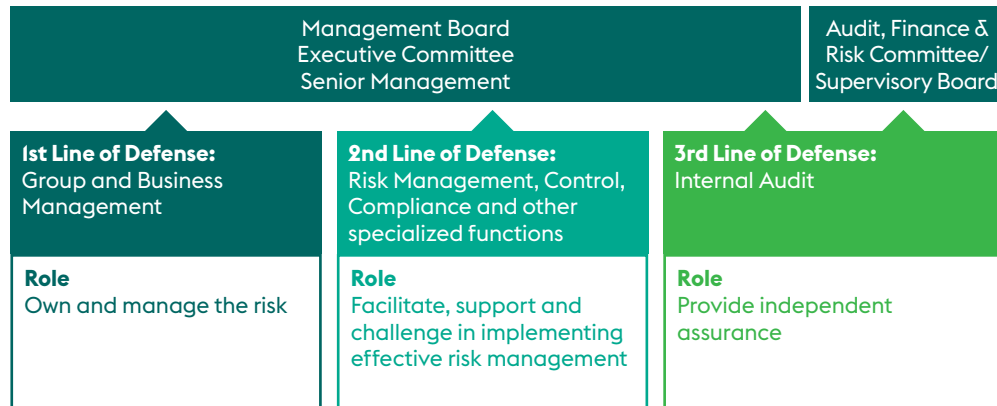 Management Board
Executive Committee
Senior Management
Audit, Finance &
Risk Committee/
Supervisory Board
1st Line of Defense:
Group and Business
Management
2nd Line of Defense:
Risk Management, Control,
Compliance and other
specialized functions
3rd Line of Defense:
Internal Audit
Role
Own and manage the risk
Role
Facilitate, support and
challenge in implementing
effective risk management
Role
Provide independent
assurance